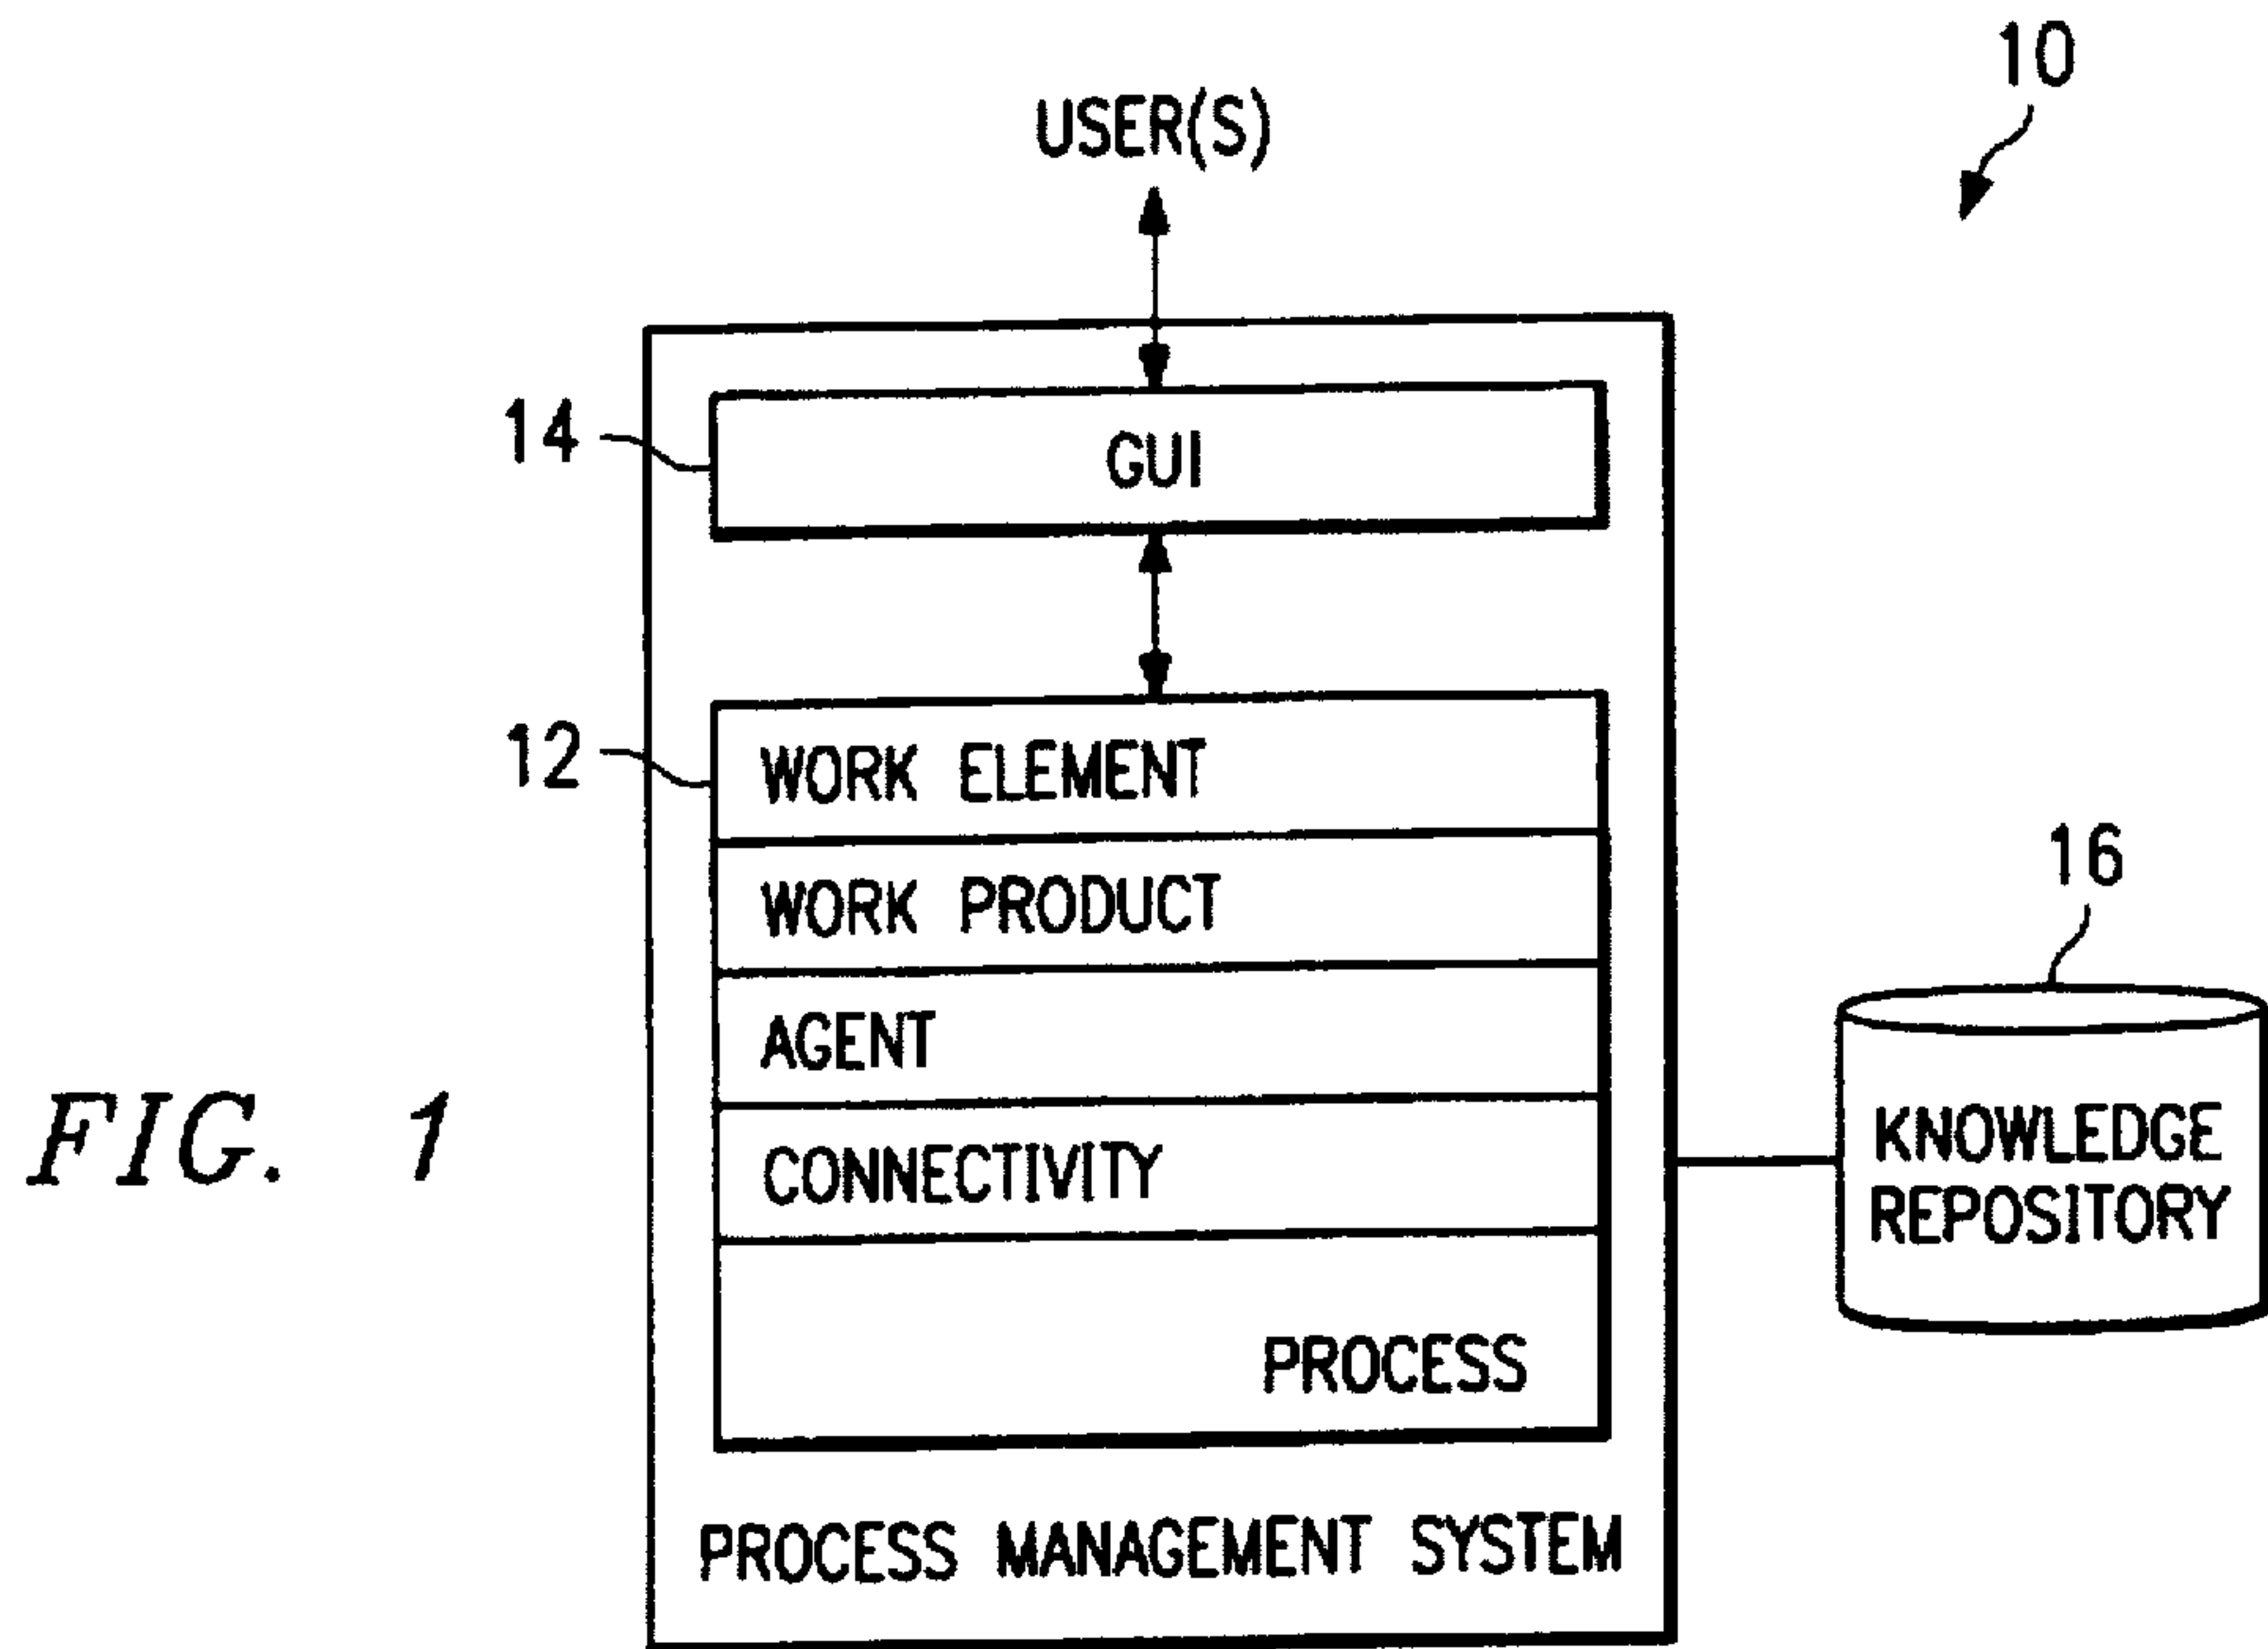 10
USER(S)
14
GUI
12
WORK ELEMENT
WORK PRODUCT
AGENT
CONNECTIVITY
PROCESS
PROCESS MANAGEMENT SYSTEM
16
KNOWLEDGE
REPOSITORY
FIG. 1